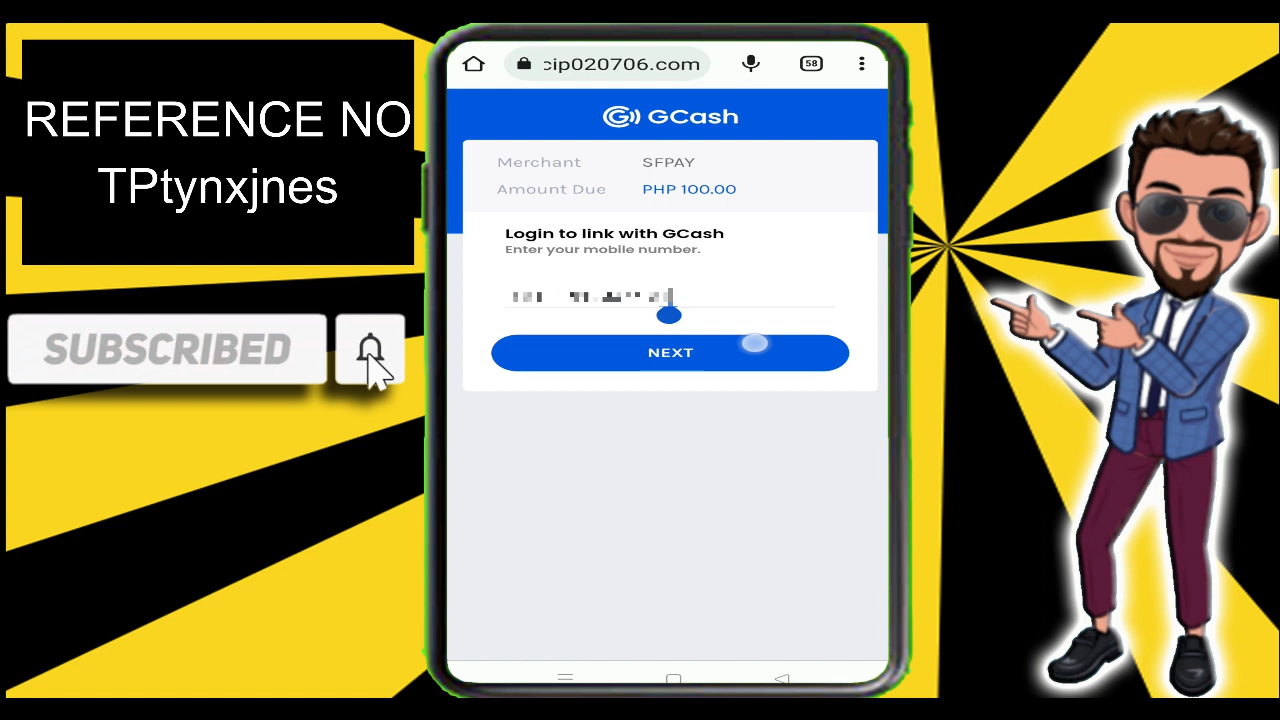 REFERENCE NO
TPtynxjnes
SUBSCRIBED
cip020706.com
58
GCash
Merchant SFPAY
Amount Due PHP 100.00
Login to link with GCash
Enter your mobile number.
NEXT